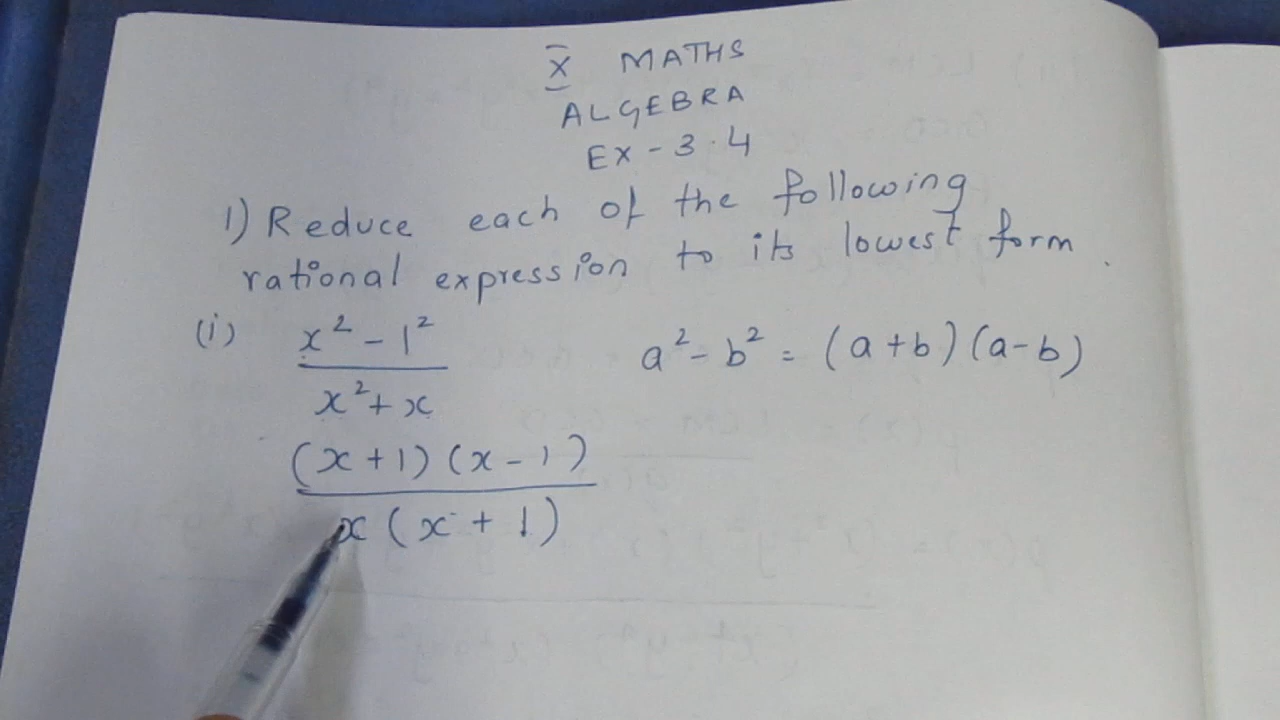 X MATHS
ALGEBRA
EX - 3.4
1) Reduce each of the following
rational expression to its lowest form.
(i) x² - 1² / x² + x    a² - b² = (a + b) (a - b)
(x + 1) (x - 1) / x (x + 1)